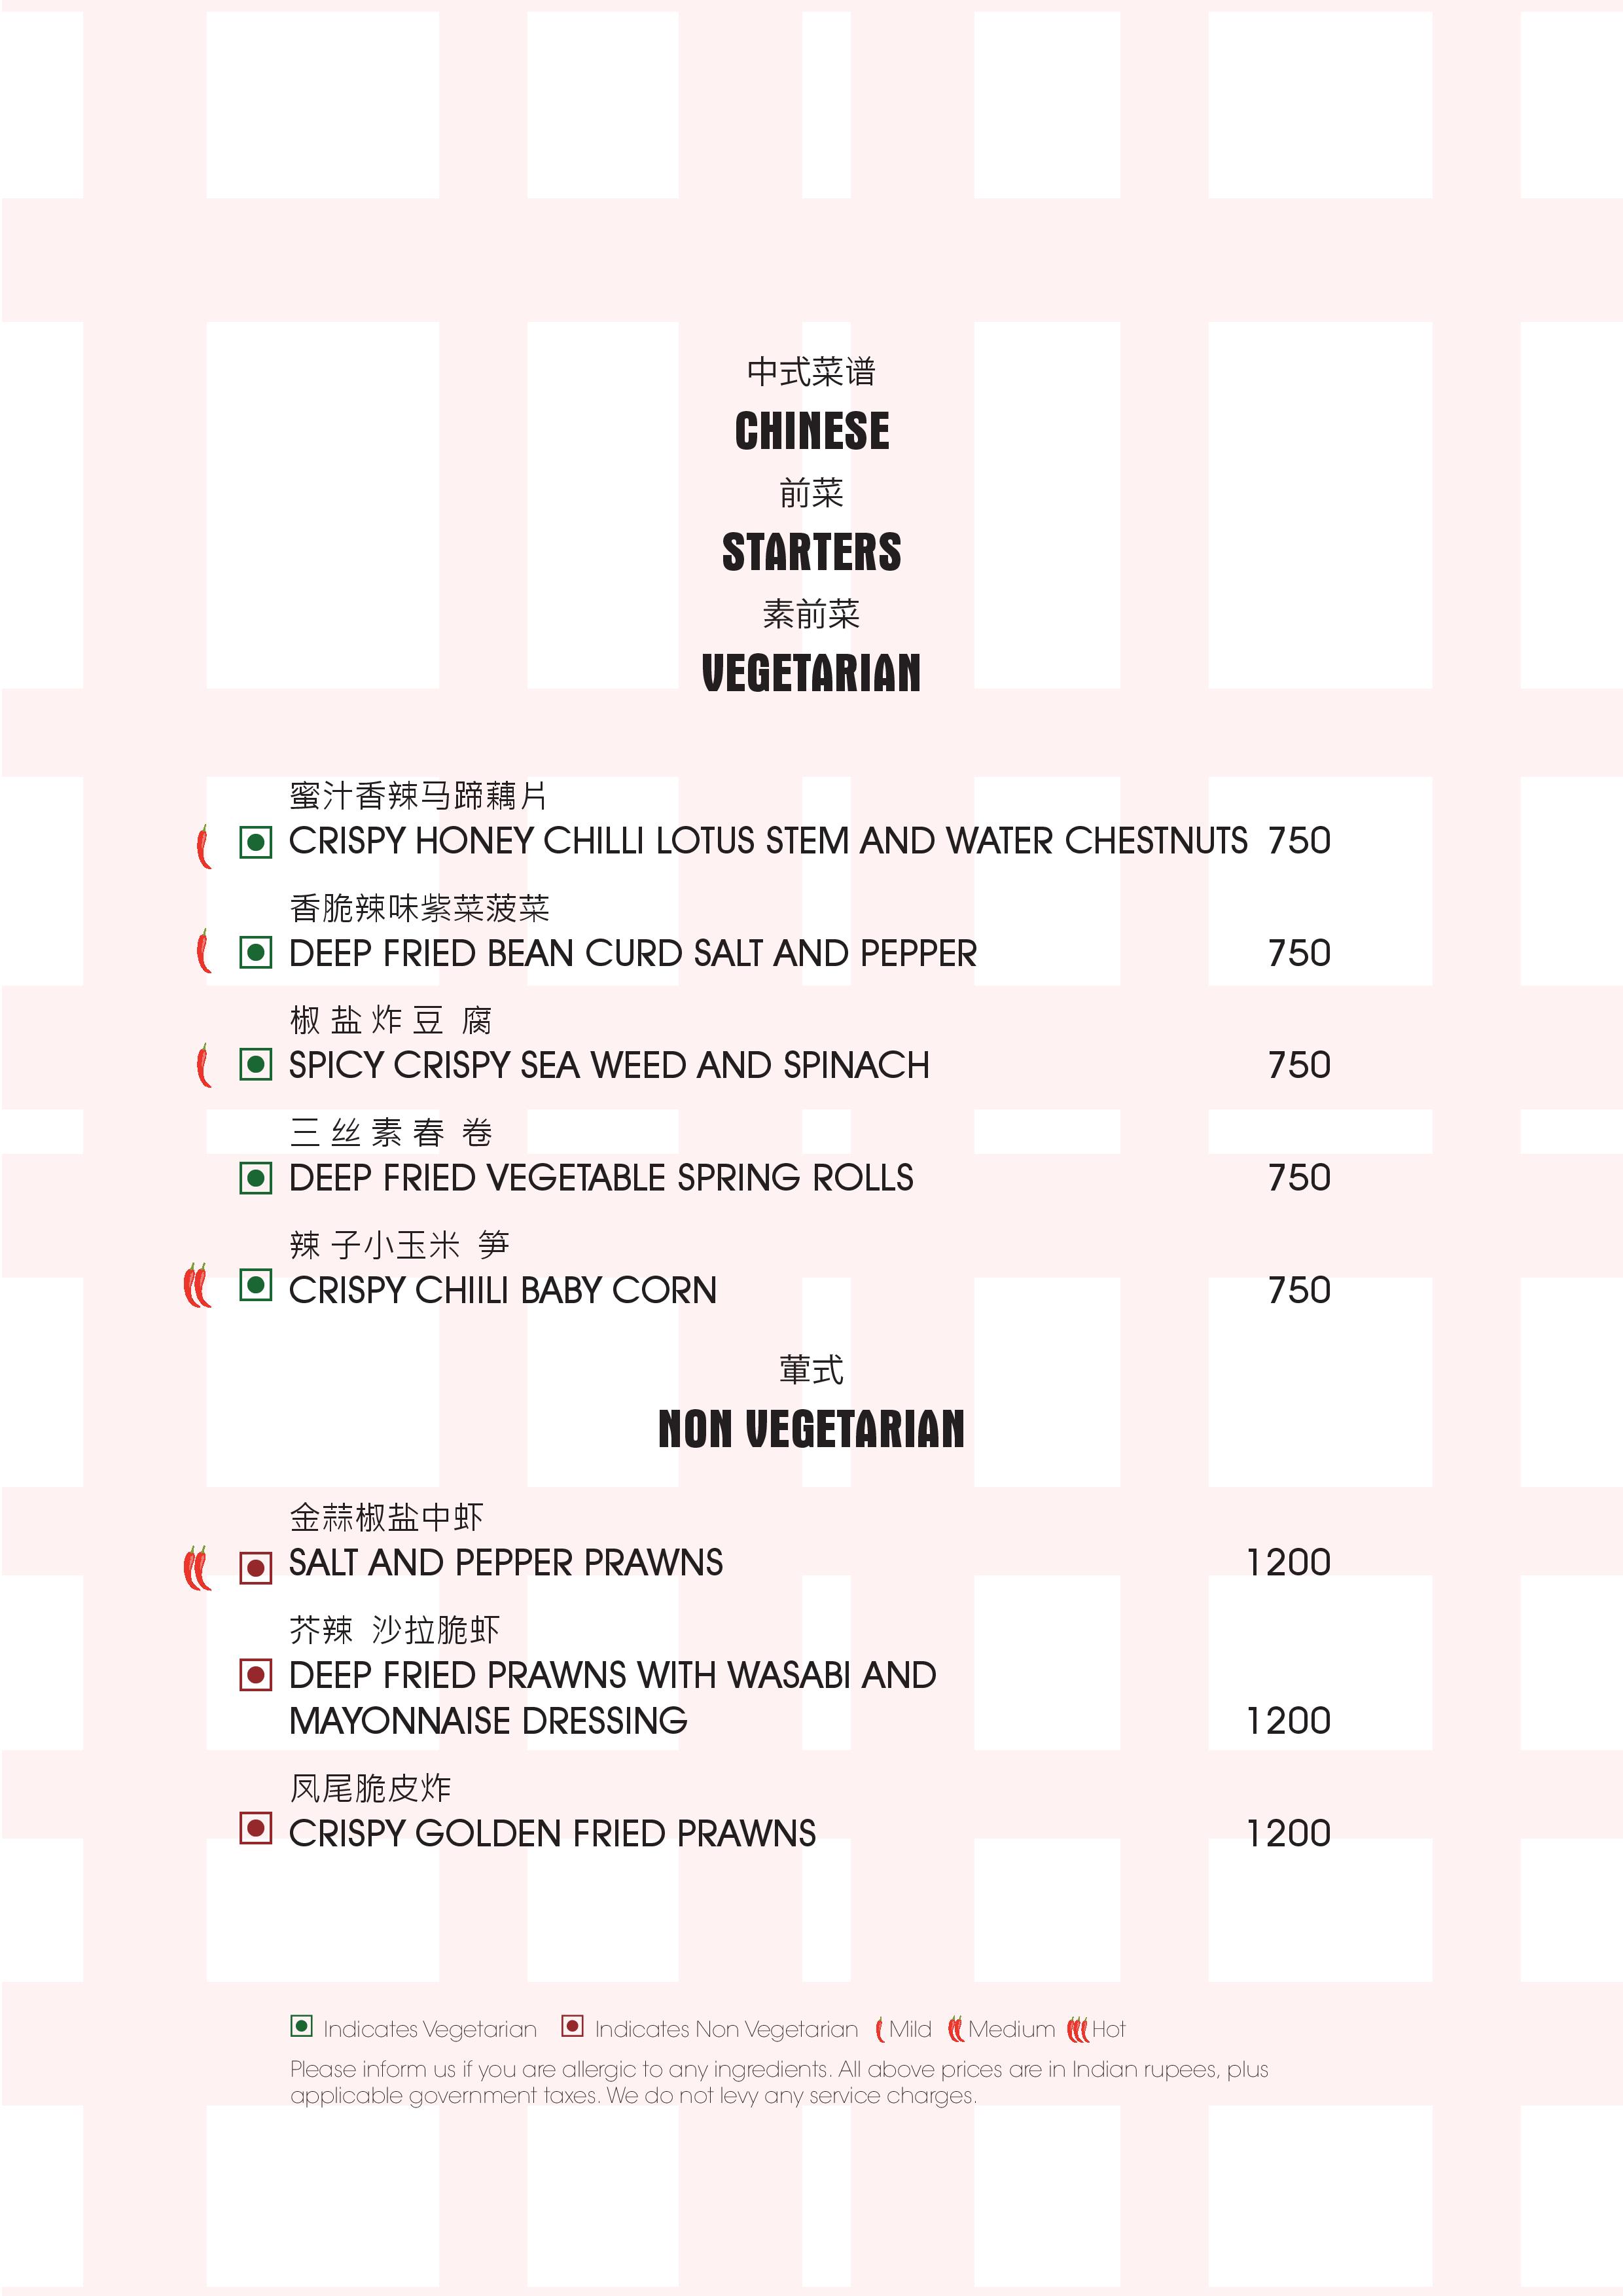 中式菜谱
CHINESE
前菜
STARTERS
素前菜
VEGETARIAN
蜜汁香辣马蹄藕片
CRISPY HONEY CHILLI LOTUS STEM AND WATER CHESTNUTS 750
香脆辣味紫菜菠菜
DEEP FRIED BEAN CURD SALT AND PEPPER 750
椒 盐 炸 豆 腐
SPICY CRISPY SEA WEED AND SPINACH 750
三 丝 素 春 卷
DEEP FRIED VEGETABLE SPRING ROLLS 750
辣 子小玉米 笋
CRISPY CHIILI BABY CORN 750
荤式
NON VEGETARIAN
金蒜椒盐中虾
SALT AND PEPPER PRAWNS 1200
芥辣 沙拉脆虾
DEEP FRIED PRAWNS WITH WASABI AND
MAYONNAISE DRESSING 1200
凤尾脆皮炸
CRISPY GOLDEN FRIED PRAWNS 1200
Indicates Vegetarian Indicates Non Vegetarian Mild Medium Hot
Please inform us if you are allergic to any ingredients. All above prices are in Indian rupees, plus
applicable government taxes. We do not levy any service charges.